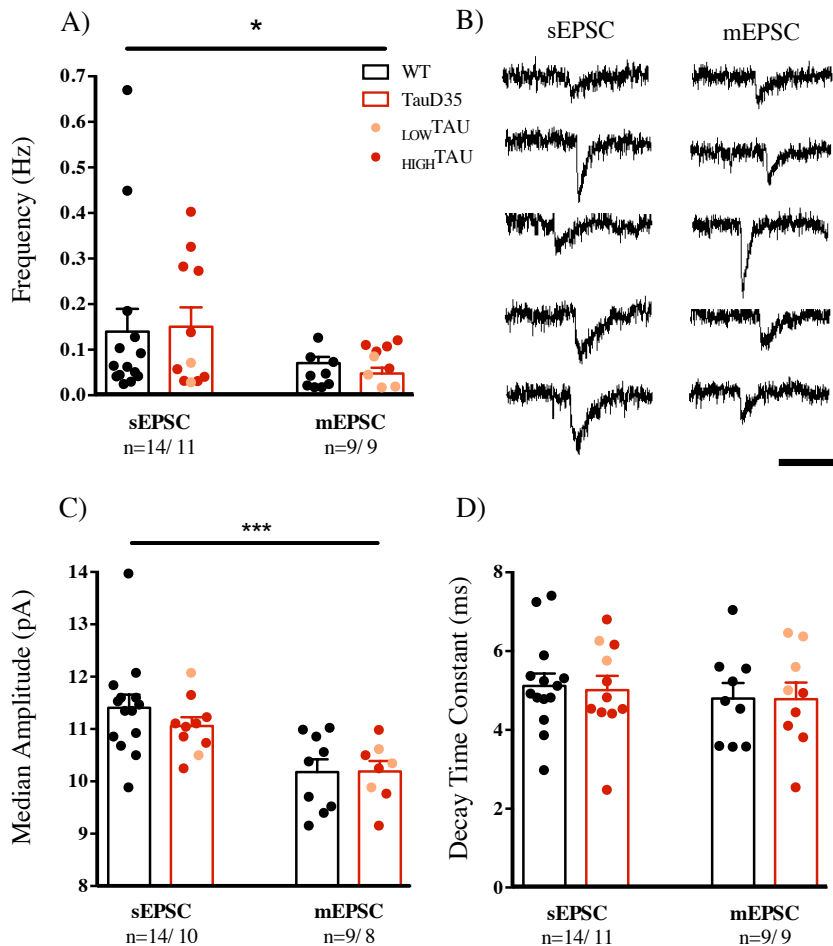 A)
*
WT
TauD35
LOWTAU
HIGHTAU
Frequency (Hz)
0.7
0.6
0.5
0.4
0.3
0.2
0.1
0.0
sEPSC
n=14/ 11
mEPSC
n=9/ 9
B)
sEPSC
mEPSC
C)
***
Median Amplitude (pA)
14
13
12
11
10
9
8
sEPSC
n=14/ 10
mEPSC
n=9/ 8
D)
Decay Time Constant (ms)
8
6
4
2
0
sEPSC
n=14/ 11
mEPSC
n=9/ 9